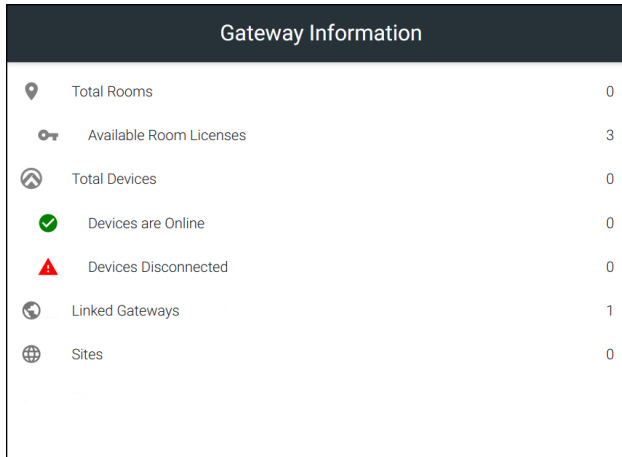 Gateway Information
Total Rooms 0
Available Room Licenses 3
Total Devices 0
Devices are Online 0
Devices Disconnected 0
Linked Gateways 1
Sites 0